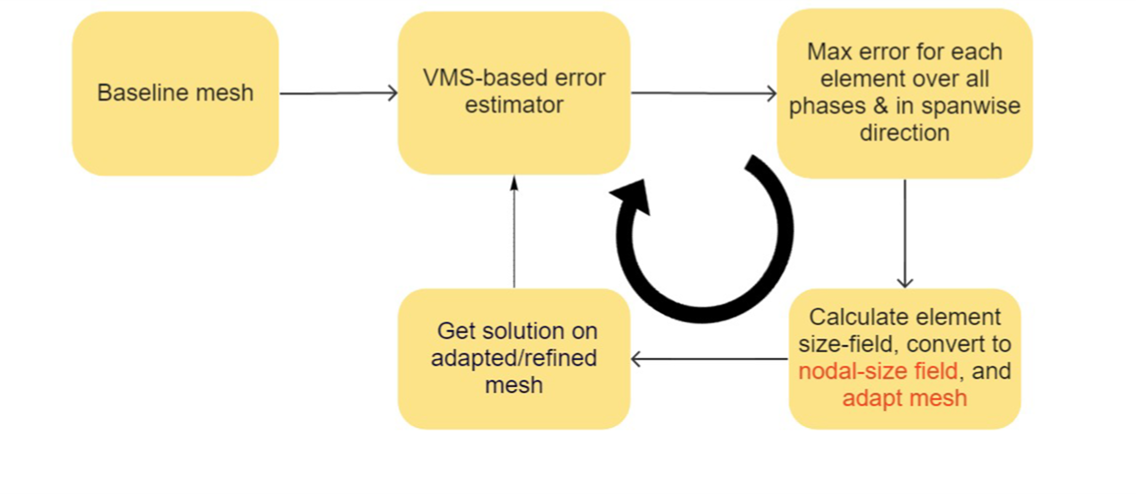 Baseline mesh
VMS-based error
estimator
Max error for each
element over all
phases & in spanwise
direction
Calculate element
size-field, convert to
nodal-size field, and
adapt mesh
Get solution on
adapted/refined
mesh